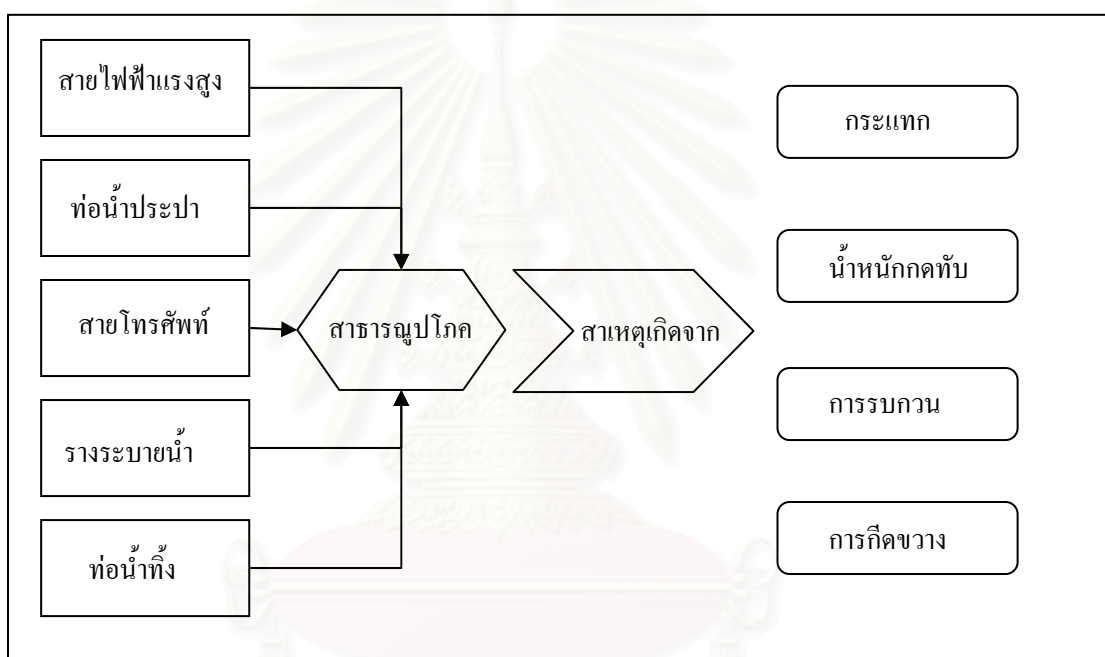 สายไฟฟ้าแรงสูง
ท่อน้ำประปา
สายโทรศัพท์
รางระบายน้ำ
ท่อน้ำทิ้ง
สาธารณูปโภค
สาเหตุเกิดจาก
กระแทก
น้ำหนักกดทับ
การรบกวน
การกีดขวาง